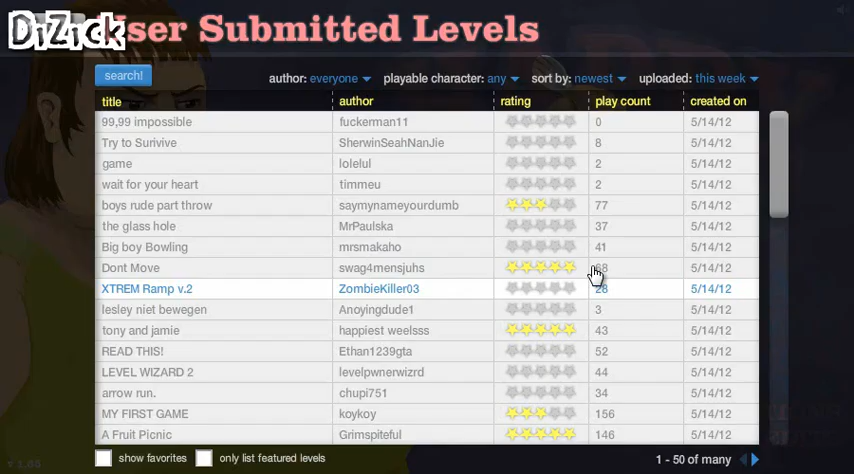 DiZrck
User Submitted Levels
search! author: everyone playable character: any sort by: newest uploaded: this week
title author rating play count created on
99,99 impossible fuckerman11 0 5/14/12
Try to Surivive SherwinSeahNanJie 8 5/14/12
game lolelul 2 5/14/12
wait for your heart timmeu 2 5/14/12
boys rude part throw saymynameyourdumb 77 5/14/12
the glass hole MrPaulska 37 5/14/12
Big boy Bowling mrsmakaho 41 5/14/12
Dont Move swag4mensjuhs 5/14/12
XTREM Ramp v.2 ZombieKiller03 28 5/14/12
lesley niet bewegen Anoyingdude1 3 5/14/12
tony and jamie happiest weelsss 43 5/14/12
READ THIS! Ethan1239gta 52 5/14/12
LEVEL WIZARD 2 levelpwnerwizrd 44 5/14/12
arrow run. chupi751 34 5/14/12
MY FIRST GAME koykoy 156 5/14/12
A Fruit Picnic Grimspiteful 146 5/14/12
show favorites only list featured levels 1 - 50 of many